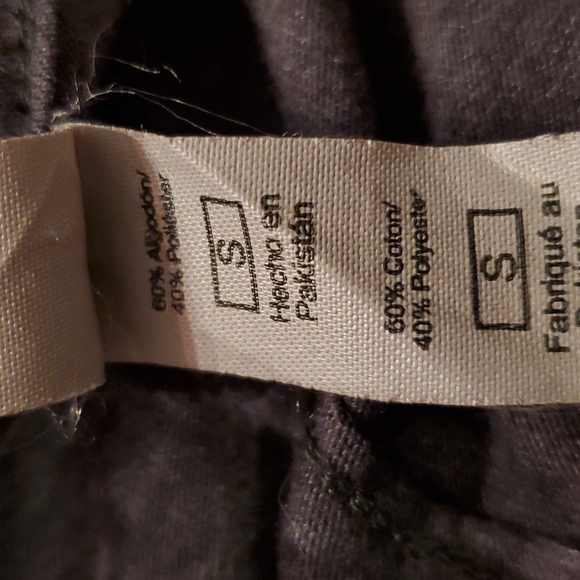 60% Algodón/
40% Poliéster
S
Hecho en
Pakistán
60% Coton/
40% Polyester
S
Fabriqué au